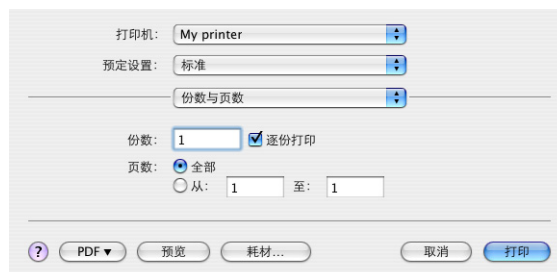 打印机: My printer
预定设置: 标准
份数与页数
份数: 1 逐份打印
页数: 全部
从: 1 至: 1
? PDF▼ 预览 耗材... 取消 打印